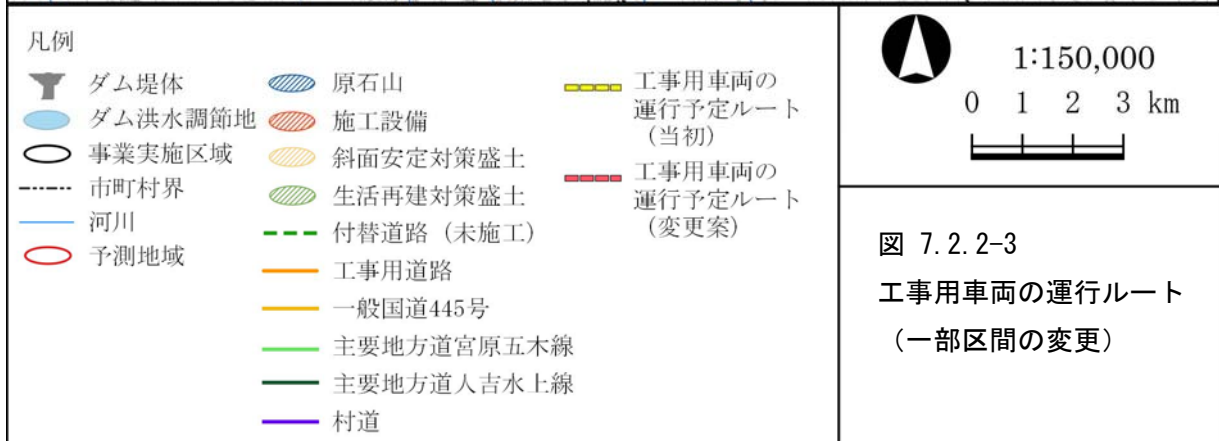 凡例
ダム堤体
ダム洪水調節地
事業実施区域
市町村界
河川
予測地域
原石山
施工設備
斜面安定対策盛土
生活再建対策盛土
付替道路（未施工）
工事用道路
一般国道445号
主要地方道宮原五木線
主要地方道人吉水上線
村道
工事用車両の
運行予定ルート
（当初）
工事用車両の
運行予定ルート
（変更案）
1:150,000
0 1 2 3 km
図 7.2.2-3
工事用車両の運行ルート
（一部区間の変更）